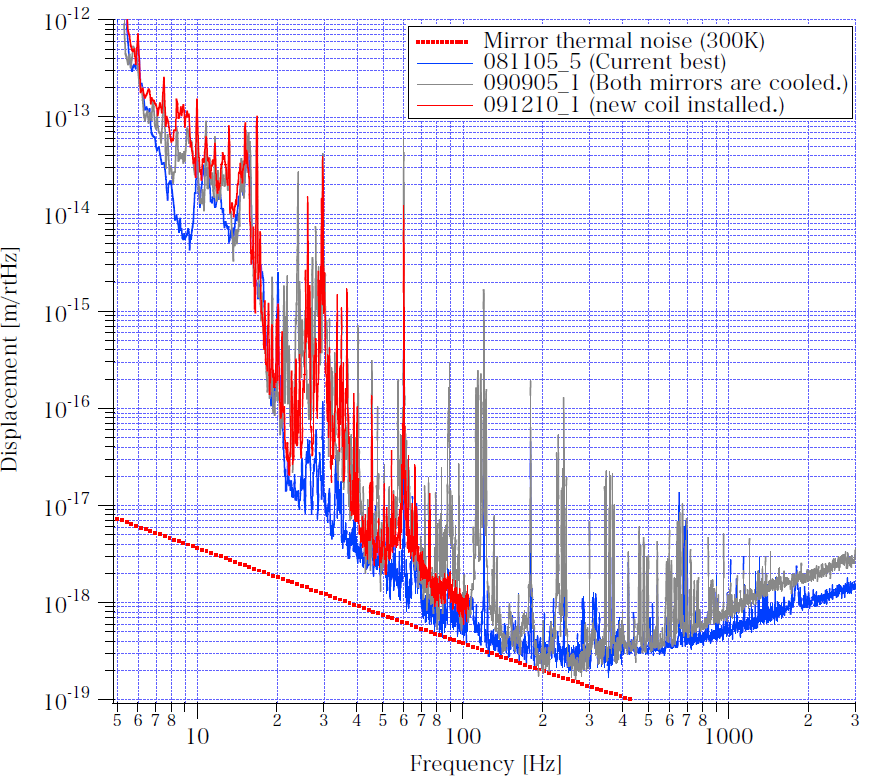 Mirror thermal noise (300K)
081105_5 (Current best)
090905_1 (Both mirrors are cooled.)
091210_1 (new coil installed.)
Displacement [m/rtHz]
10^-12
10^-13
10^-14
10^-15
10^-16
10^-17
10^-18
10^-19
5 6 7 8 2 3 4 5 6 7 8 2 3 4 5 6 7 8 2 3
10 100 1000
Frequency [Hz]